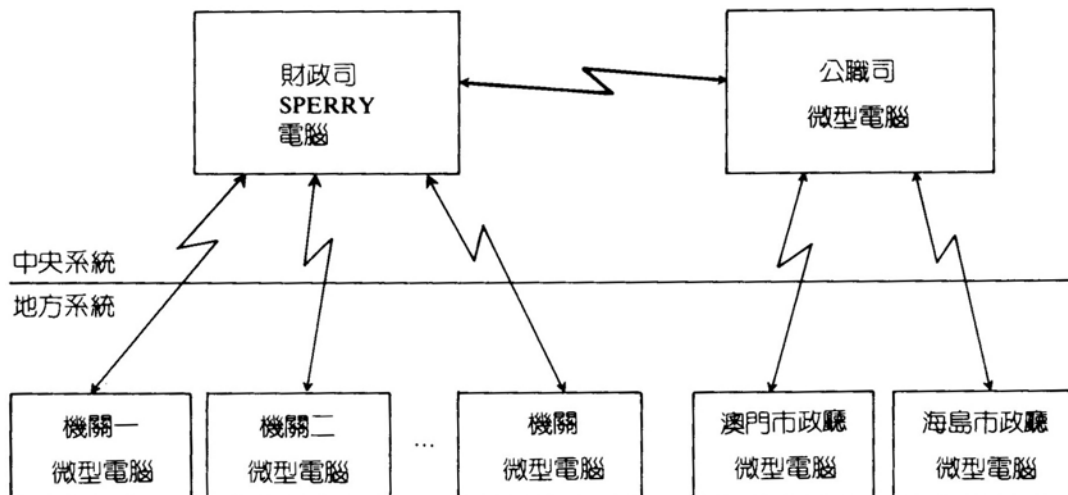 財政司
SPERRY
電腦
公職司
微型電腦
中央系統
地方系統
機關一
微型電腦
機關二
微型電腦
...
機關
微型電腦
澳門市政廳
微型電腦
海島市政廳
微型電腦